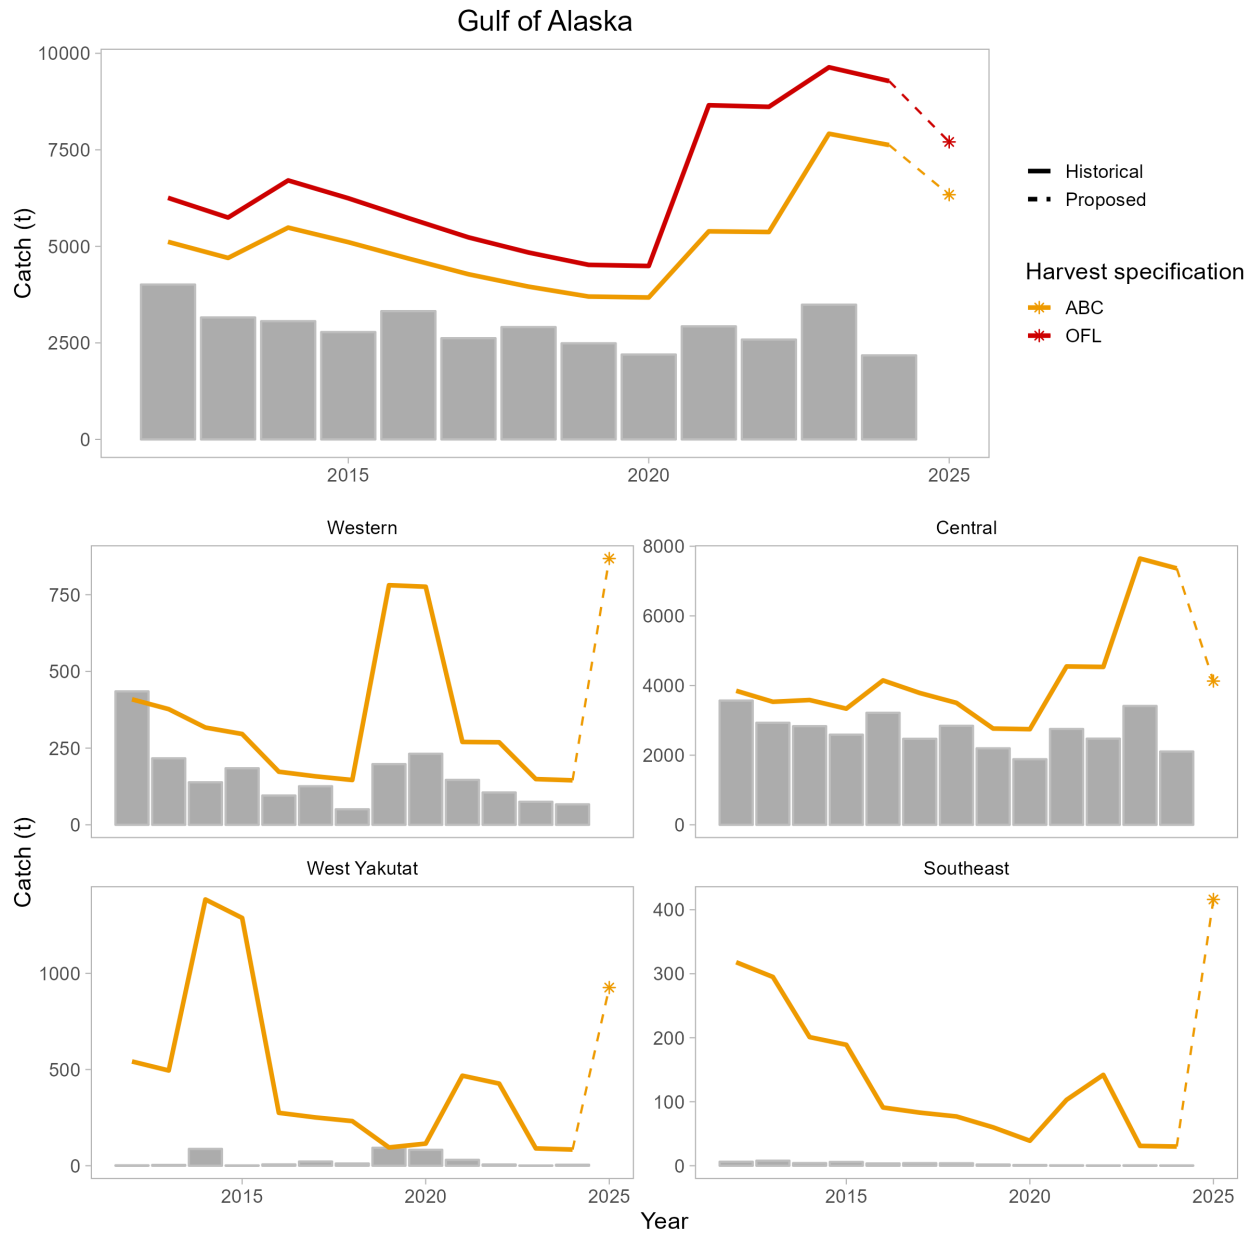 Gulf of Alaska
10000
7500
5000
2500
0
Catch (t)
2015
2020
2025
Historical
Proposed
Harvest specification
ABC
OFL
Western
750
500
250
0
Central
8000
6000
4000
2000
0
Catch (t)
West Yakutat
1000
500
0
2015
2020
2025
Southeast
400
300
200
100
0
2015
2020
2025
Year